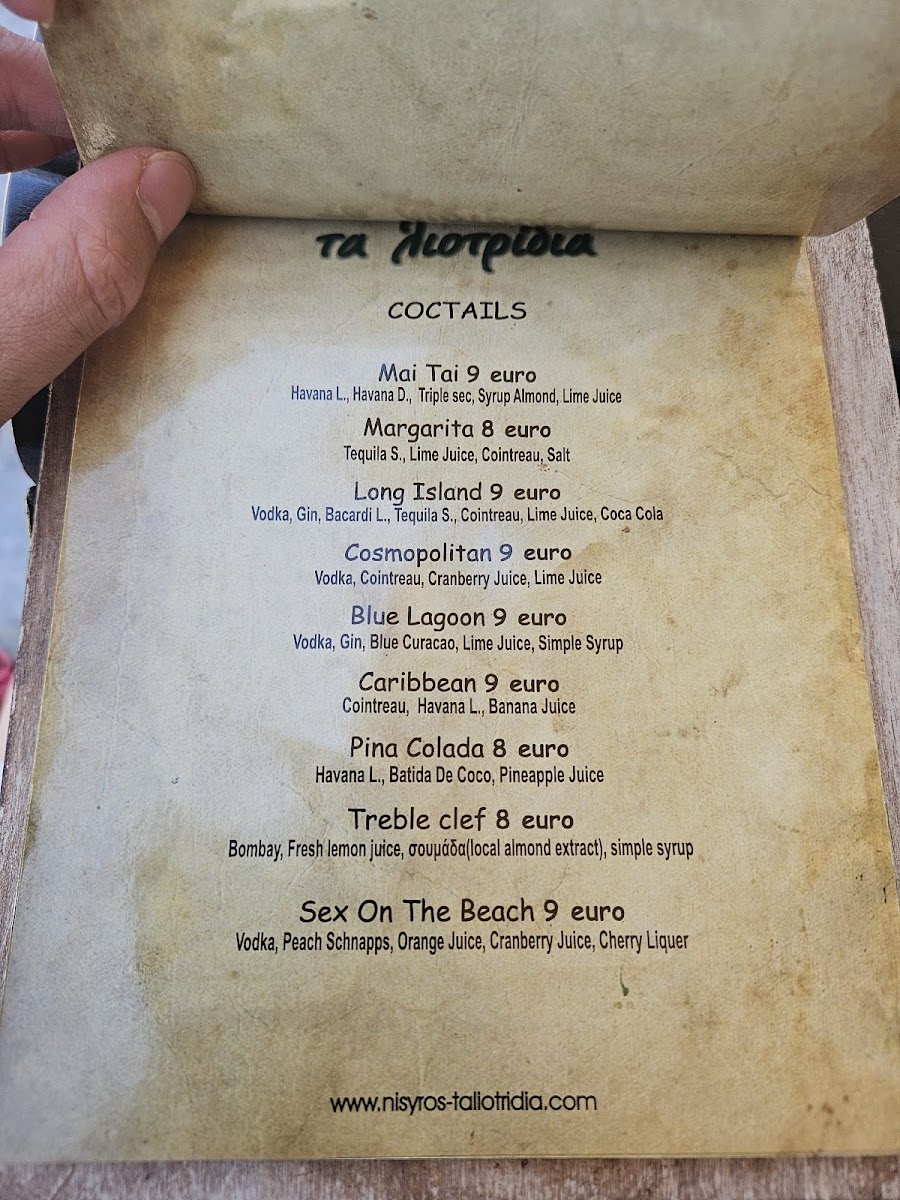 τα λιοτρίδια
COCTAILS
Mai Tai 9 euro
Havana L., Havana D., Triple sec, Syrup Almond, Lime Juice
Margarita 8 euro
Tequila S., Lime Juice, Cointreau, Salt
Long Island 9 euro
Vodka, Gin, Bacardi L., Tequila S., Cointreau, Lime Juice, Coca Cola
Cosmopolitan 9 euro
Vodka, Cointreau, Cranberry Juice, Lime Juice
Blue Lagoon 9 euro
Vodka, Gin, Blue Curacao, Lime Juice, Simple Syrup
Caribbean 9 euro
Cointreau, Havana L., Banana Juice
Pina Colada 8 euro
Havana L., Batida De Coco, Pineapple Juice
Treble clef 8 euro
Bombay, Fresh lemon juice, σουμάδα(local almond extract), simple syrup
Sex On The Beach 9 euro
Vodka, Peach Schnapps, Orange Juice, Cranberry Juice, Cherry Liquer
www.nisyros-taliotridia.com